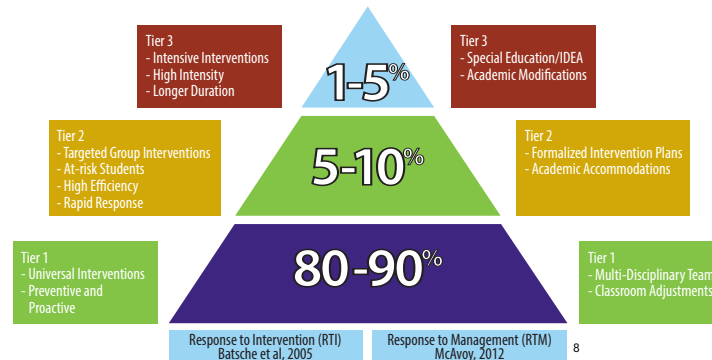 Tier 3
- Intensive Interventions
- High Intensity
- Longer Duration
1-5%
Tier 3
- Special Education/IDEA
- Academic Modifications
Tier 2
- Targeted Group Interventions
- At-risk Students
- High Efficiency
- Rapid Response
5-10%
Tier 2
- Formalized Intervention Plans
- Academic Accommodations
Tier 1
- Universal Interventions
- Preventive and
Proactive
80-90%
Tier 1
- Multi-Disciplinary Team
- Classroom Adjustments
Response to Intervention (RTI)
Batsche et al, 2005
Response to Management (RTM)
McAvoy, 2012
8